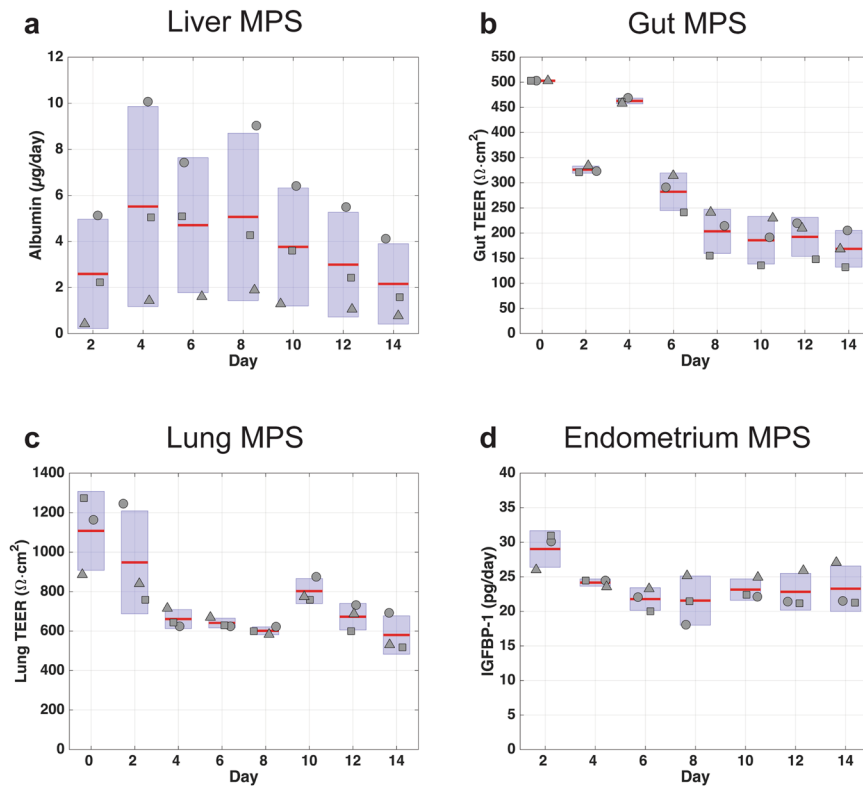 a Liver MPS
Albumin (µg/day)
12
10
8
6
4
2
0
2 4 6 8 10 12 14
Day
b Gut MPS
Gut TEER (Ω·cm²)
550
500
450
400
350
300
250
200
150
100
50
0
0 2 4 6 8 10 12 14
Day
c Lung MPS
Lung TEER (Ω·cm²)
1400
1200
1000
800
600
400
200
0
0 2 4 6 8 10 12 14
Day
d Endometrium MPS
IGFBP-1 (pg/day)
40
35
30
25
20
15
10
5
0
2 4 6 8 10 12 14
Day